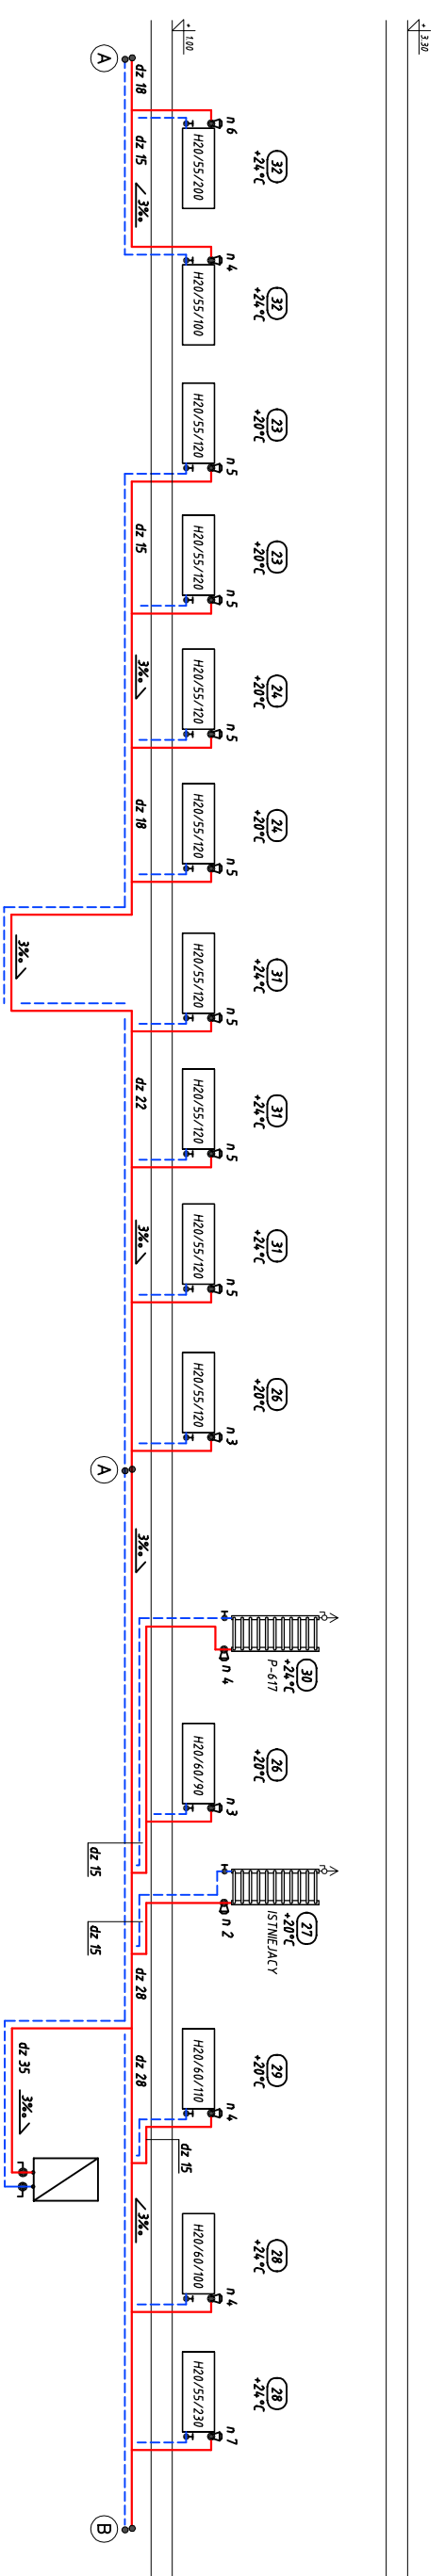 +
3.30
+
1.00
32
+24°C
n 6
H20/55/200
A
dz 18
dz 15
3‰
32
+24°C
n 4
H20/55/100
23
+20°C
n 5
H20/55/120
dz 15
23
+20°C
n 5
H20/55/120
24
+20°C
n 5
H20/55/120
3‰
24
+20°C
n 5
H20/55/120
dz 18
31
+24°C
n 5
H20/55/120
3‰
31
+24°C
n 5
H20/55/120
dz 22
31
+24°C
n 5
H20/55/120
3‰
26
+20°C
n 3
H20/55/120
A
3‰
30
+24°C
P-617
n 4
26
+20°C
n 3
H20/60/90
dz 15
27
+20°C
ISTNIEJACY
n 2
dz 15
dz 28
29
+20°C
n 4
H20/60/110
dz 28
dz 15
dz 35
3‰
28
+24°C
n 4
H20/60/100
3‰
28
+24°C
n 7
H20/55/230
B